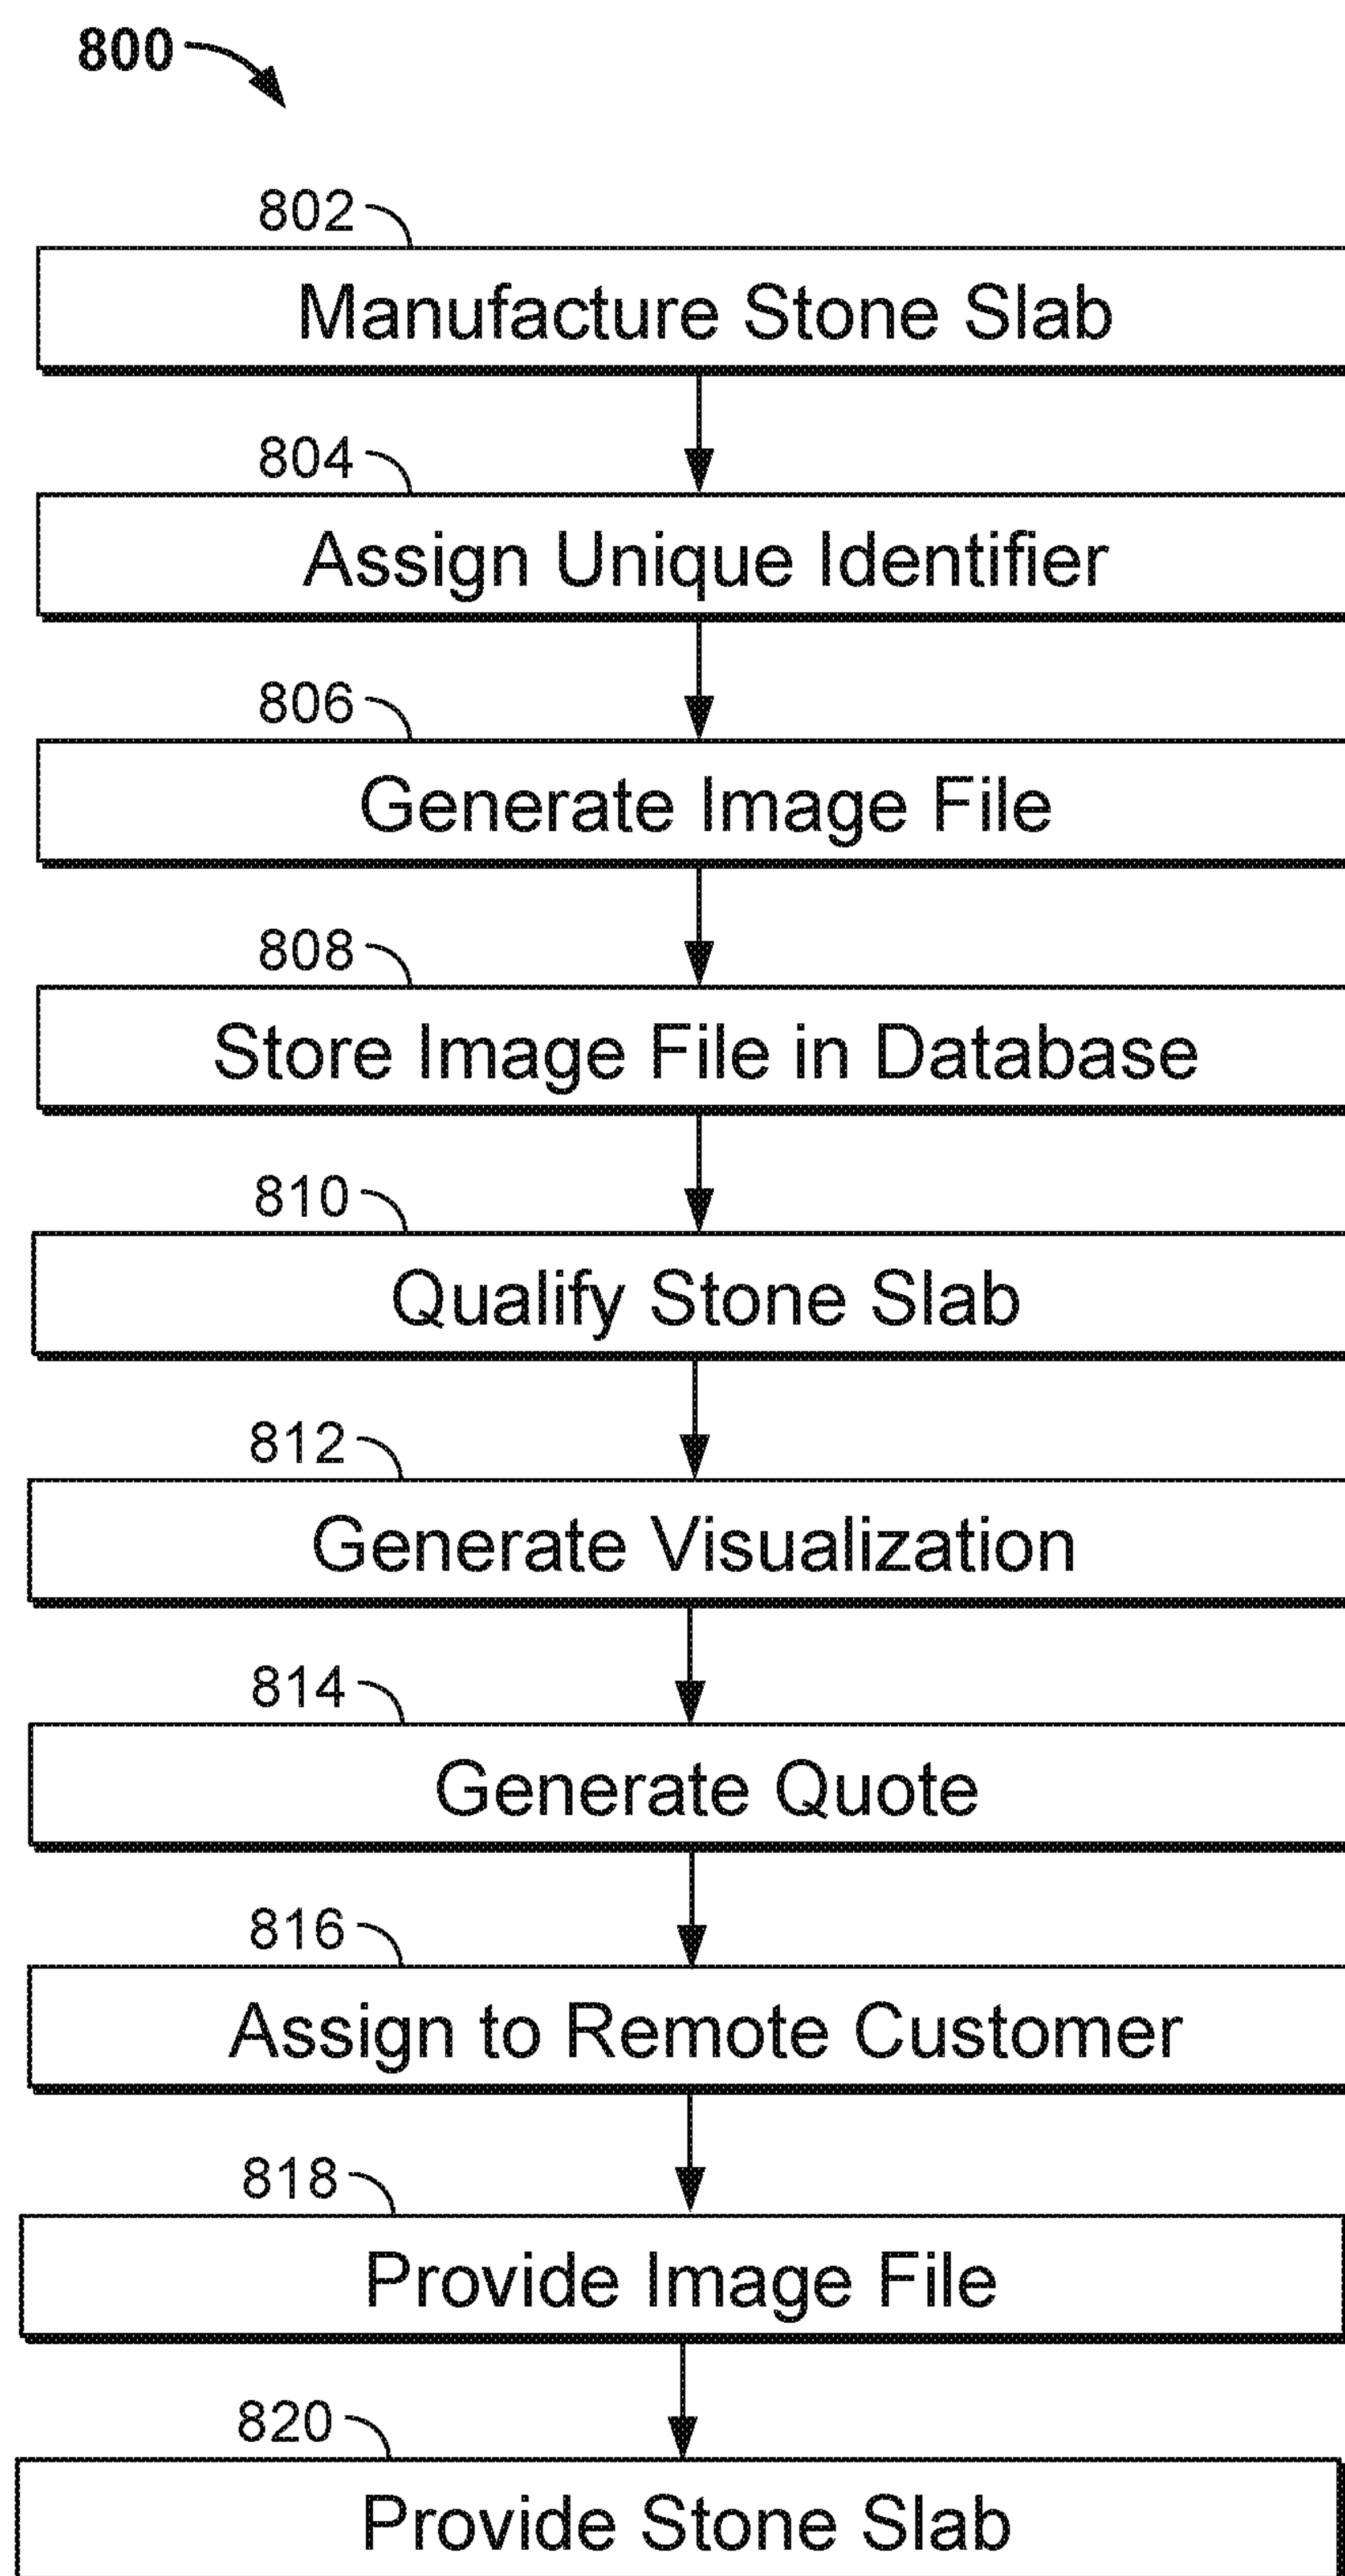 800
802
Manufacture Stone Slab
804
Assign Unique Identifier
806
Generate Image File
808
Store Image File in Database
810
Qualify Stone Slab
812
Generate Visualization
814
Generate Quote
816
Assign to Remote Customer
818
Provide Image File
820
Provide Stone Slab